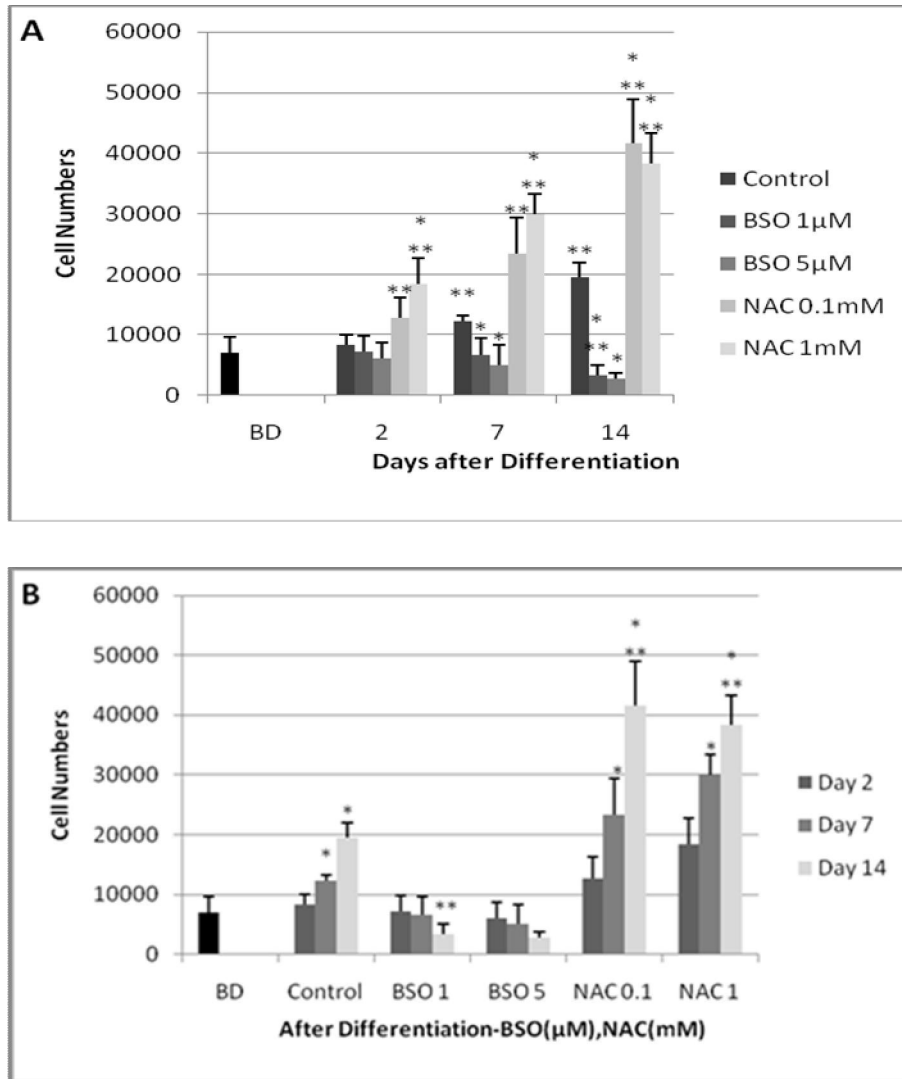 A
60000
50000
40000
30000
20000
10000
0
Cell Numbers
* ** ** * ** * * ** ** * ** ** * ** * * ** * **
BD 2 7 14
Days after Differentiation
Control
BSO 1µM
BSO 5µM
NAC 0.1mM
NAC 1mM
B
60000
50000
40000
30000
20000
10000
0
Cell Numbers
* * ** * * ** * * **
BD Control BSO 1 BSO 5 NAC 0.1 NAC 1
After Differentiation-BSO(µM),NAC(mM)
Day 2
Day 7
Day 14